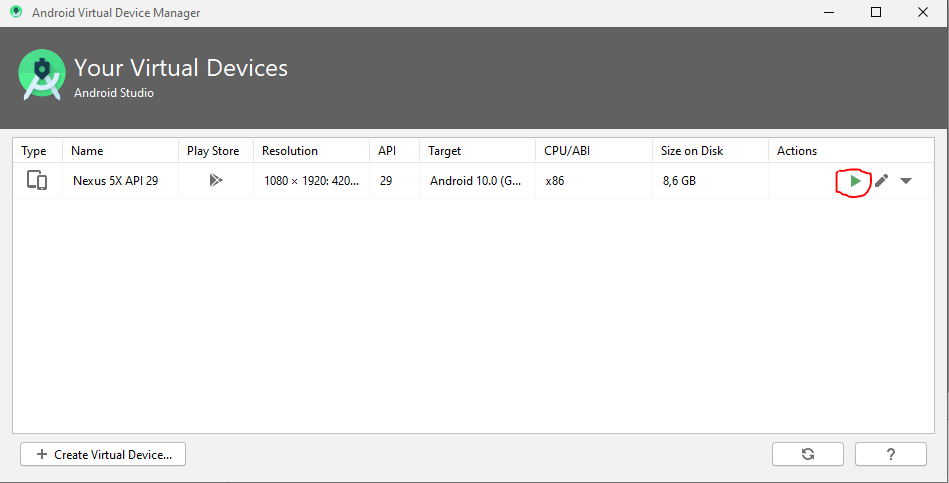 Android Virtual Device Manager
Your Virtual Devices
Android Studio
Type Name Play Store Resolution API Target CPU/ABI Size on Disk Actions
Nexus 5X API 29 1080 × 1920: 420... 29 Android 10.0 (G... x86 8,6 GB
+ Create Virtual Device...
?